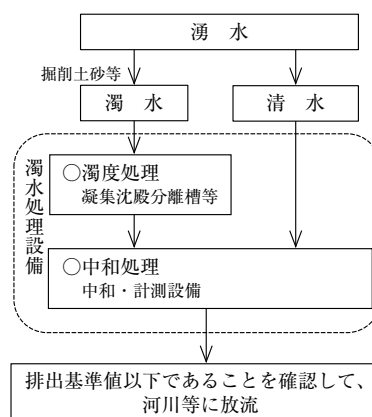 湧水
掘削土砂等
濁水
清水
濁水処理設備
○濁度処理
凝集沈殿分離槽等
○中和処理
中和・計測設備
排出基準値以下であることを確認して、
河川等に放流